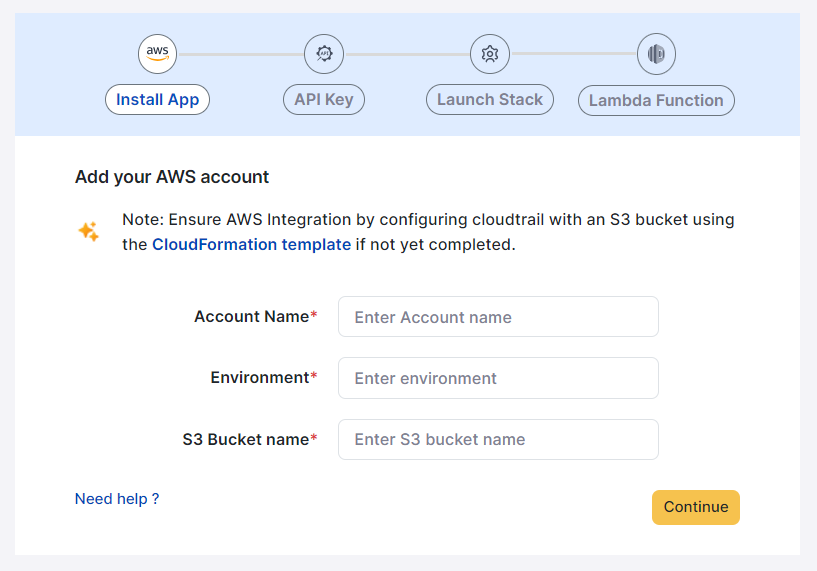 aws
API
Install App
API Key
Launch Stack
Lambda Function
Add your AWS account
Note: Ensure AWS Integration by configuring cloudtrail with an S3 bucket using
the CloudFormation template if not yet completed.
Account Name*
Enter Account name
Environment*
Enter environment
S3 Bucket name*
Enter S3 bucket name
Need help ?
Continue